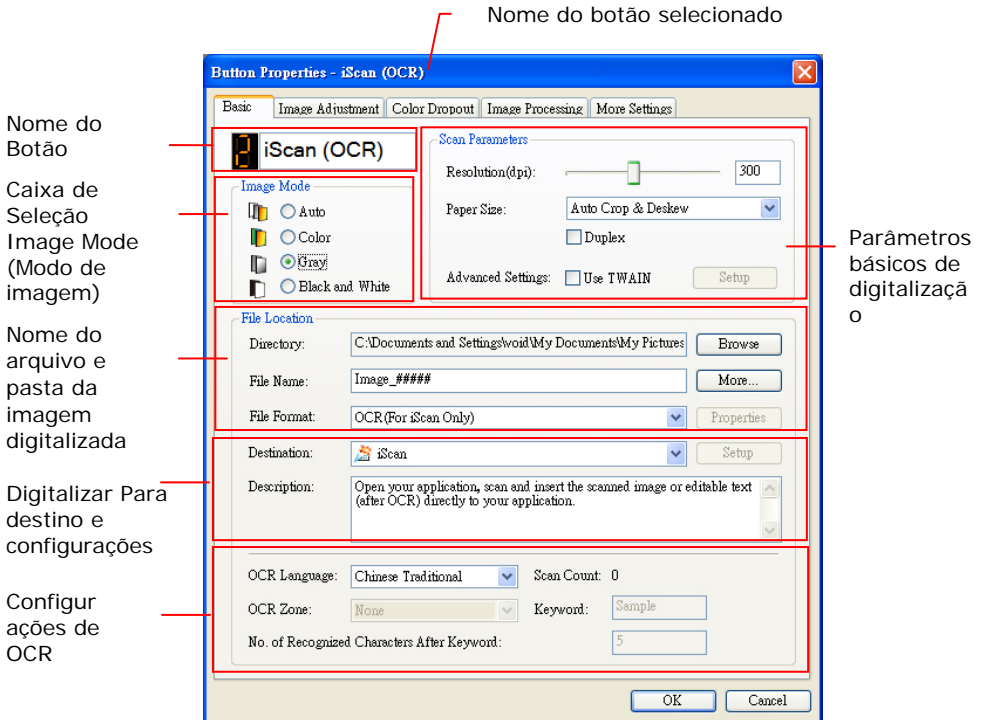 Nome do botão selecionado
Button Properties - iScan (OCR)
Basic Image Adjustment Color Dropout Image Processing More Settings
Nome do
Botão
2 iScan (OCR)
Caixa de
Seleção
Image Mode
(Modo de
imagem)
Image Mode
Auto
Color
Gray
Black and White
Scan Parameters
Resolution(dpi): 300
Paper Size: Auto Crop & Deskew
Duplex
Advanced Settings: Use TWAIN Setup
Parâmetros
básicos de
digitalizaçã
o
Nome do
arquivo e
pasta da
imagem
digitalizada
File Location
Directory: C:\Documents and Settings\void\My Documents\My Pictures Browse
File Name: Image_##### More...
File Format: OCR(For iScan Only) Properties
Digitalizar Para
destino e
configurações
Destination: iScan Setup
Description: Open your application, scan and insert the scanned image or editable text
(after OCR) directly to your application.
Configur
ações de
OCR
OCR Language: Chinese Traditional Scan Count: 0
OCR Zone: None Keyword: Sample
No. of Recognized Characters After Keyword: 5
OK Cancel